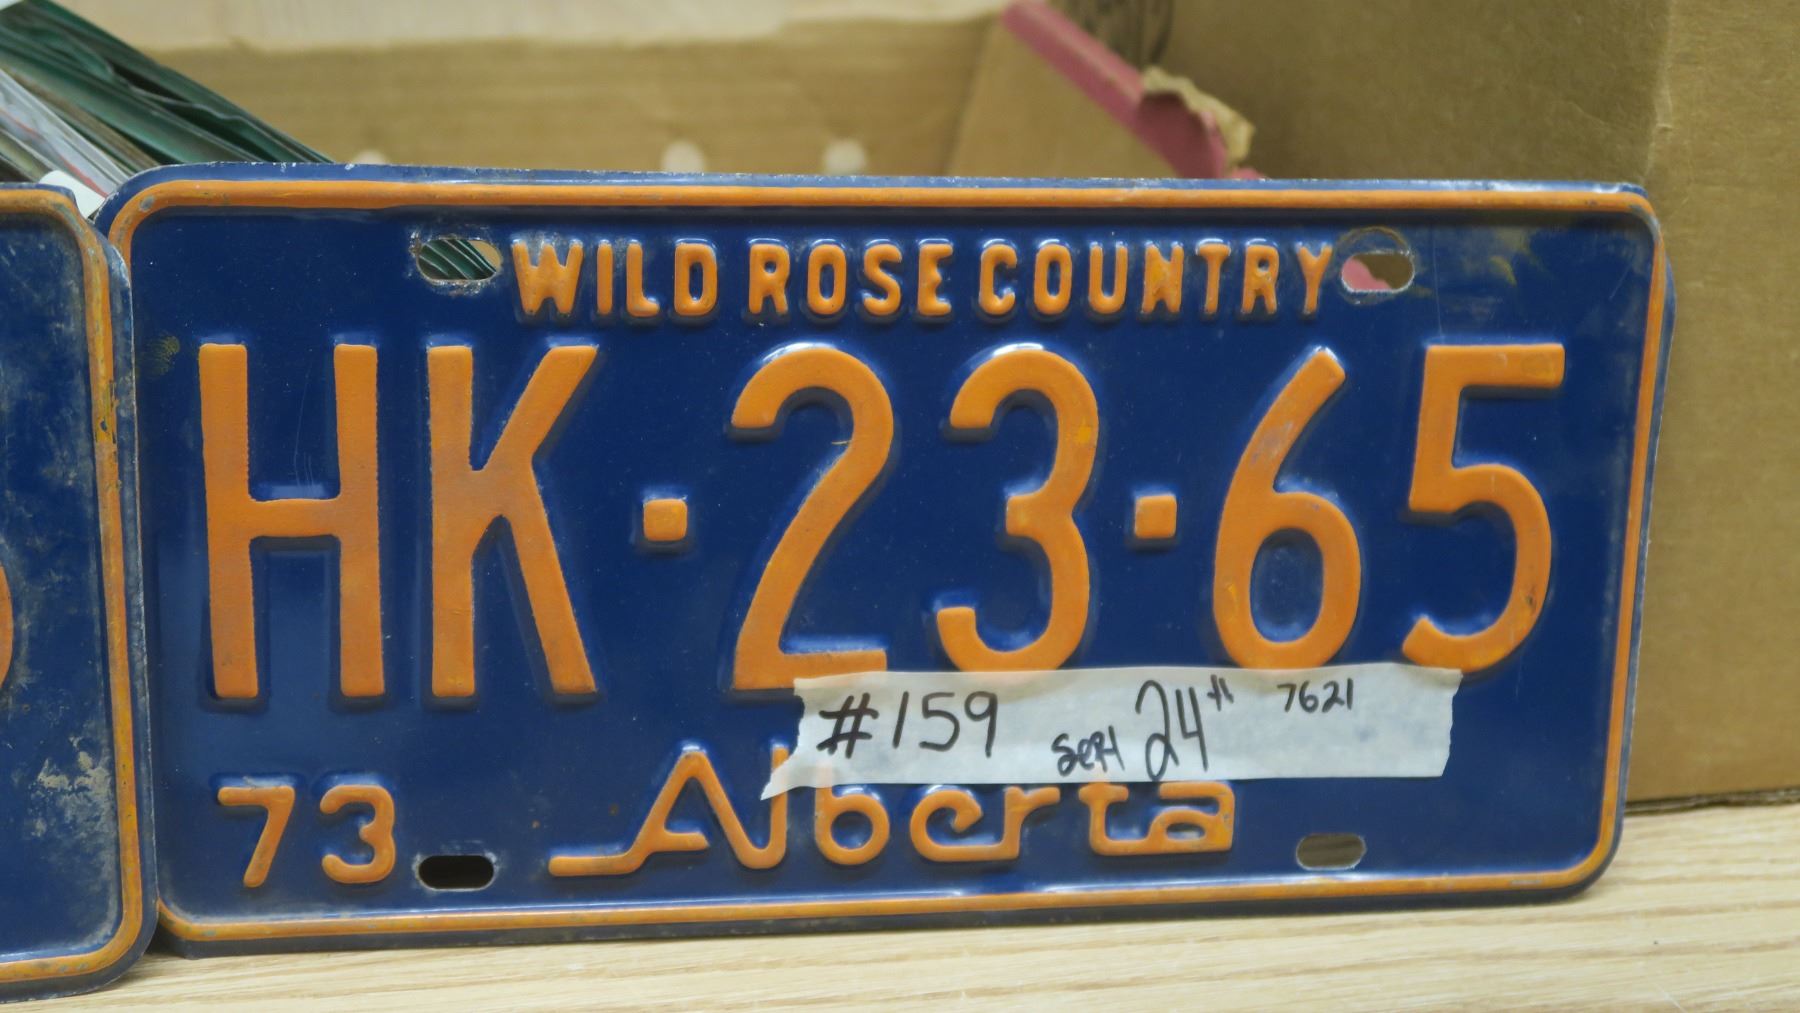 WILD ROSE COUNTRY
HK·23·65
#159 Sept 24th 7621
73 Alberta